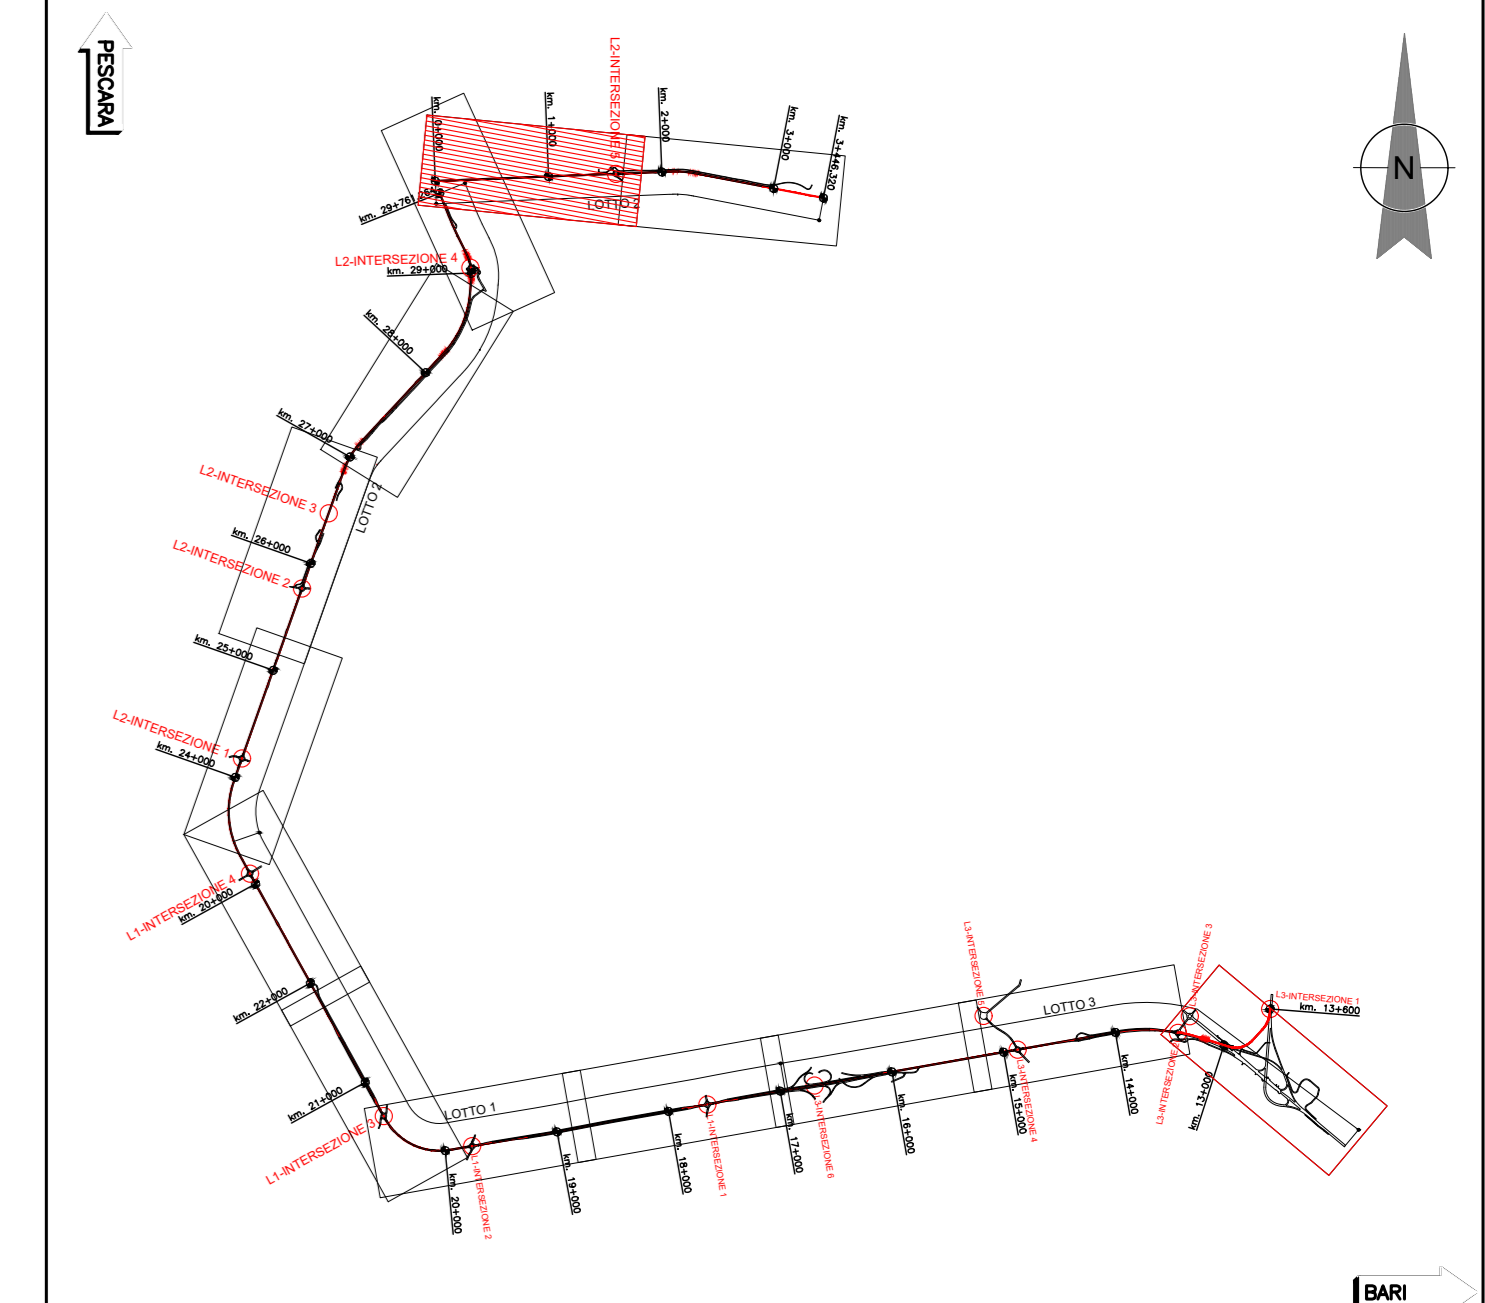 PESCARA
N
L2-INTERSEZIONE 5
km. 0+000
km. 1+000
km. 2+000
km. 3+000
km. 3+446.320
LOTTO 2
L2-INTERSEZIONE 4
km. 29+000
km. 28+000
km. 27+000
L2-INTERSEZIONE 3
LOTTO 2
km. 26+000
L2-INTERSEZIONE 2
km. 25+000
L2-INTERSEZIONE 1
km. 24+000
L1-INTERSEZIONE 4
km. 20+000
km. 22+000
km. 21+000
L1-INTERSEZIONE 3
LOTTO 1
km. 20+000
L1-INTERSEZIONE 2
km. 19+000
km. 18+000
L1-INTERSEZIONE 1
km. 17+000
L3-INTERSEZIONE 6
km. 16+000
L3-INTERSEZIONE 5
km. 15+000
L3-INTERSEZIONE 4
LOTTO 3
km. 14+000
L3-INTERSEZIONE
km. 13+000
L3-INTERSEZIONE 3
L3-INTERSEZIONE 1
km. 13+600
BARI